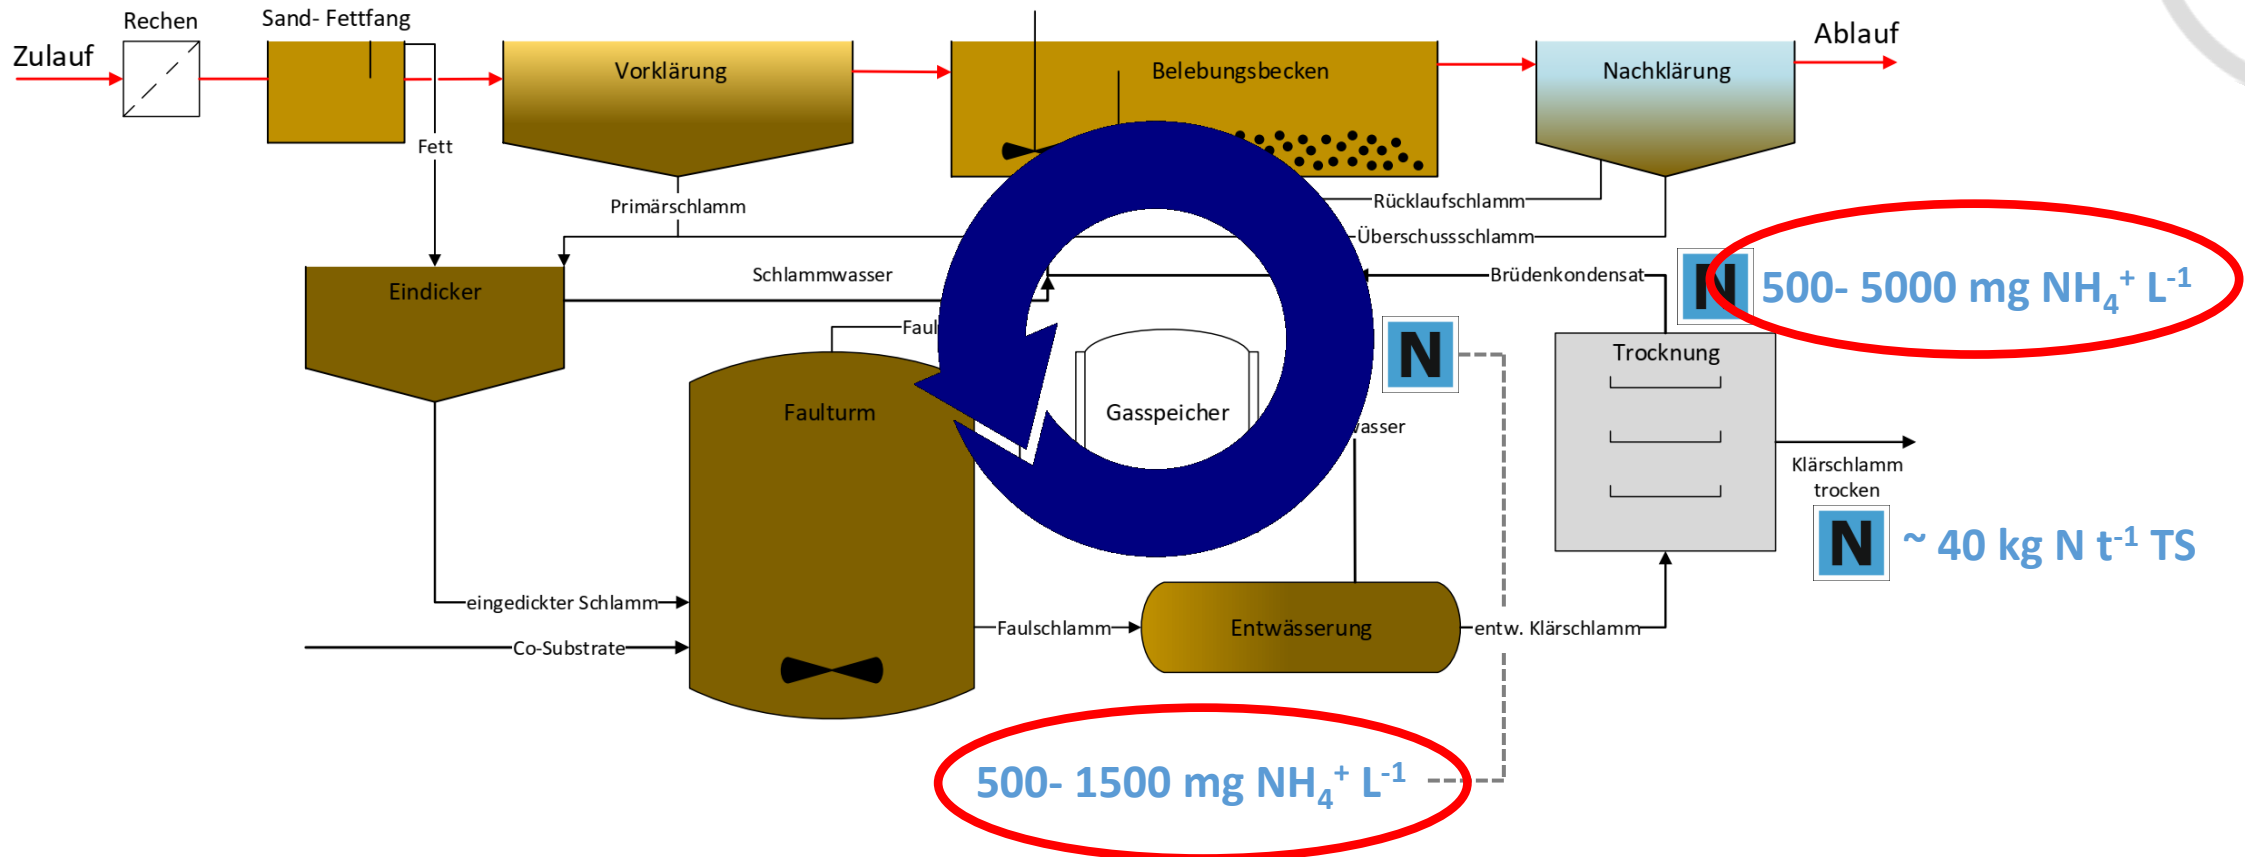 Rechen
Sand- Fettfang
Zulauf
Vorklärung
Belebungsbecken
Nachklärung
Ablauf
Fett
Primärschlamm
Rücklaufschlamm
Überschussschlamm
Schlammwasser
Brüdenkondensat
N
500- 5000 mg NH₄⁺ L⁻¹
Eindicker
N
Trocknung
Faulturm
Gasspeicher
Klärschlamm
trocken
N
~ 40 kg N t⁻¹ TS
eingedickter Schlamm
Co-Substrate
Faulschlamm
Entwässerung
entw. Klärschlamm
500- 1500 mg NH₄⁺ L⁻¹